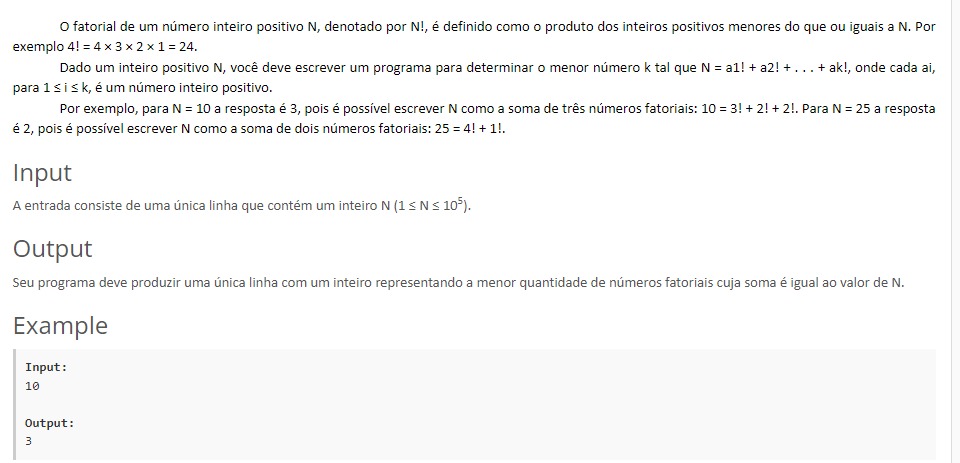 O fatorial de um número inteiro positivo N, denotado por N!, é definido como o produto dos inteiros positivos menores do que ou iguais a N. Por
exemplo 4! = 4 × 3 × 2 × 1 = 24.
Dado um inteiro positivo N, você deve escrever um programa para determinar o menor número k tal que N = a1! + a2! + . . . + ak!, onde cada ai,
para 1 ≤ i ≤ k, é um número inteiro positivo.
Por exemplo, para N = 10 a resposta é 3, pois é possível escrever N como a soma de três números fatoriais: 10 = 3! + 2! + 2!. Para N = 25 a resposta
é 2, pois é possível escrever N como a soma de dois números fatoriais: 25 = 4! + 1!.
Input
A entrada consiste de uma única linha que contém um inteiro N (1 ≤ N ≤ 10⁵).
Output
Seu programa deve produzir uma única linha com um inteiro representando a menor quantidade de números fatoriais cuja soma é igual ao valor de N.
Example
Input:
10
Output:
3